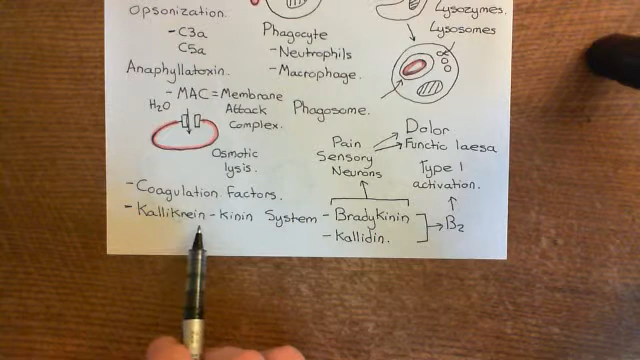 Opsonization.
- C3a
C5a
Anaphyllatoxin.
- MAC = Membrane
Attack
Complex.
H2O
Osmotic
lysis.
Phagocyte
- Neutrophils
- Macrophage.
Phagosome.
Lysozymes.
Lysosomes
Pain
Sensory
Neurons
Dolor
Functic laesa
Type 1
activation.
- Coagulation Factors.
- Kallikrein - Kinin System - Bradykinin
- Kallidin.
B2